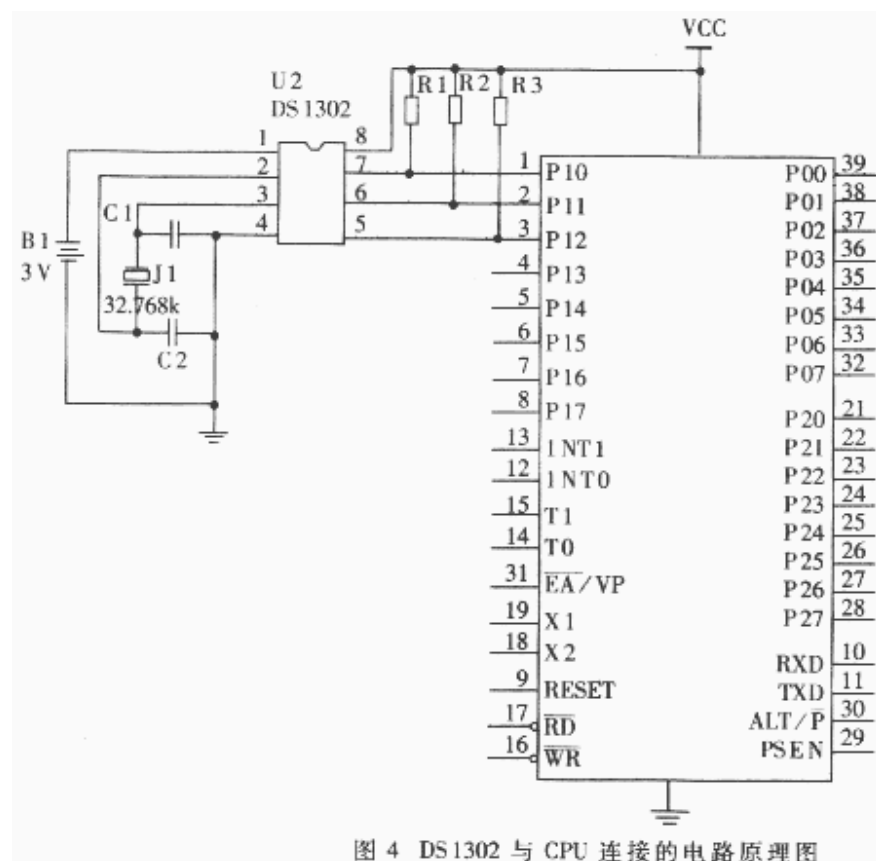 VCC
U2
DS1302
R1
R2
R3
1
2
3
4
8
7
6
5
C1
B1
3V
J1
32.768k
C2
1 P10
2 P11
3 P12
4 P13
5 P14
6 P15
7 P16
8 P17
13 1NT1
12 1NT0
15 T1
14 T0
31 EA/VP
19 X1
18 X2
9 RESET
17 RD
16 WR
P00 39
P01 38
P02 37
P03 36
P04 35
P05 34
P06 33
P07 32
P20 21
P21 22
P22 23
P23 24
P24 25
P25 26
P26 27
P27 28
RXD 10
TXD 11
ALT/P 30
PSEN 29
图 4 DS1302 与 CPU 连接的电路原理图